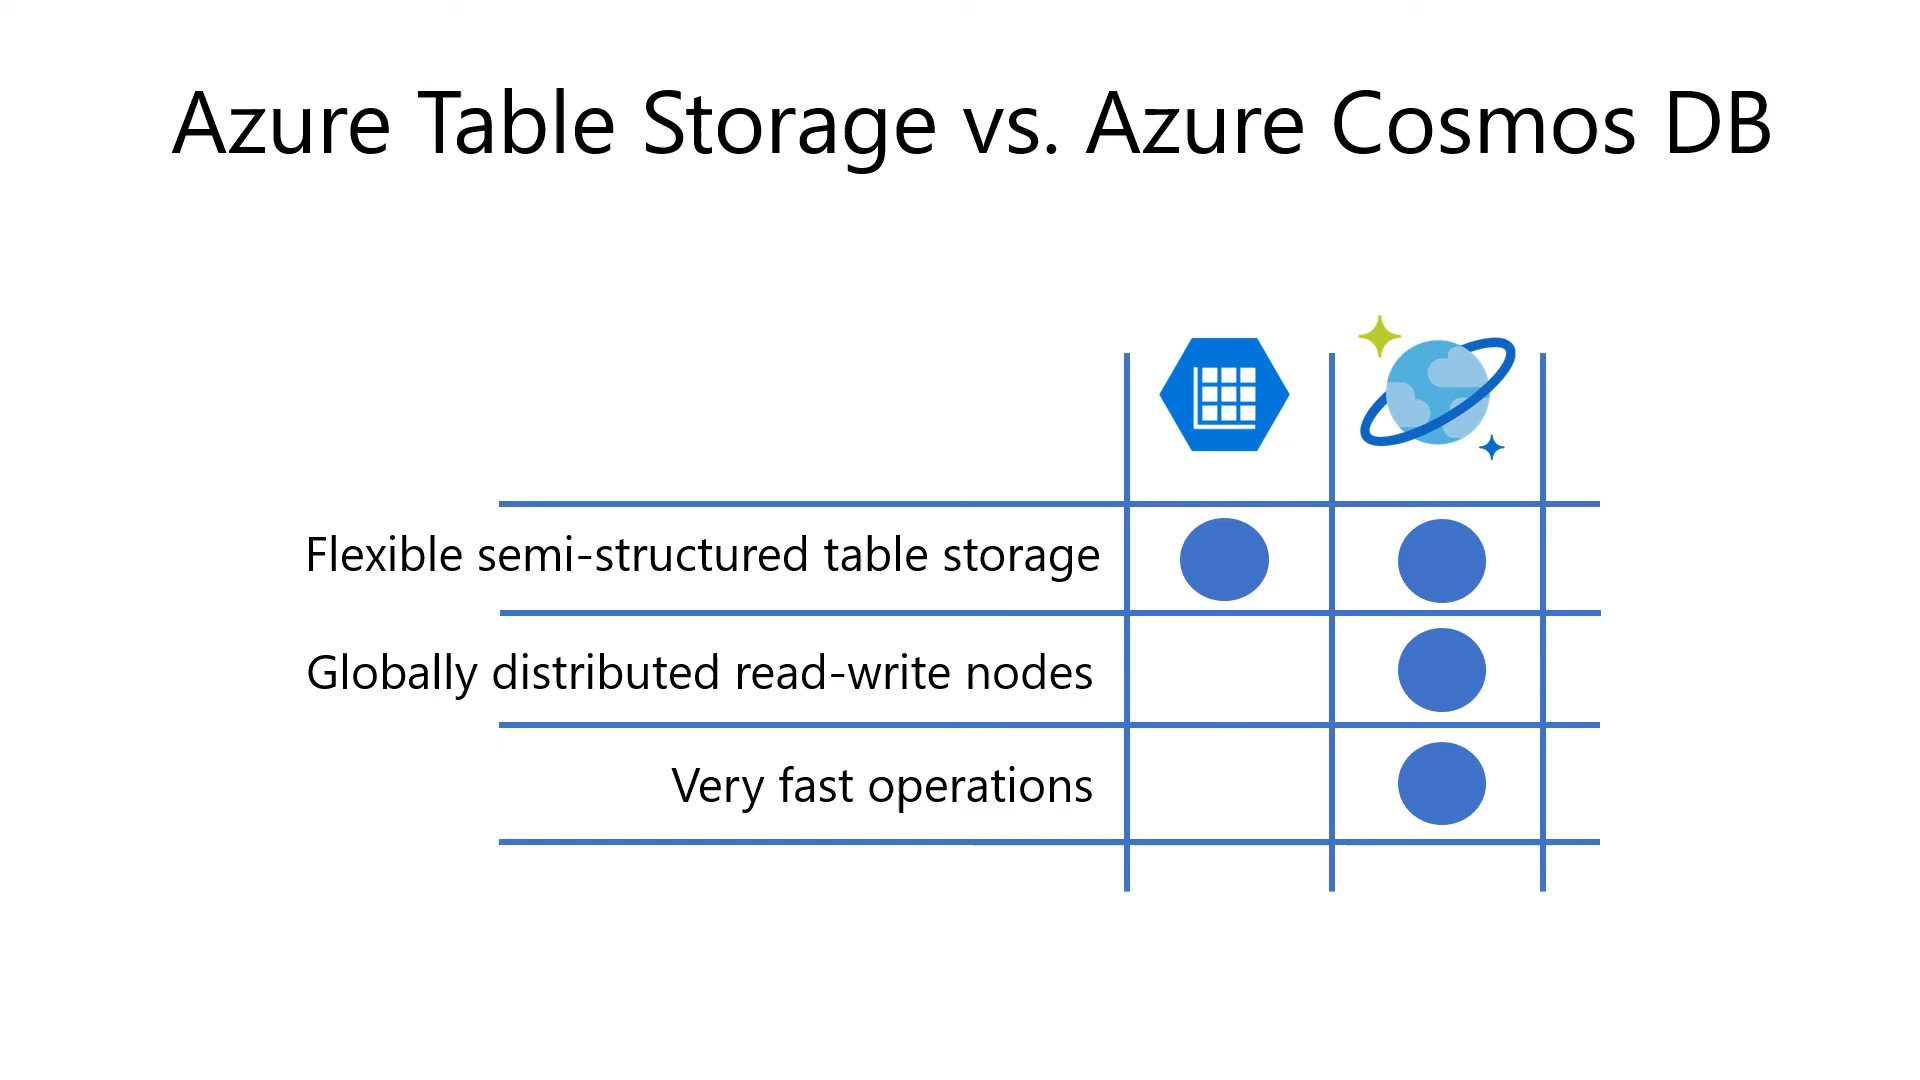 Azure Table Storage vs. Azure Cosmos DB
Flexible semi-structured table storage
Globally distributed read-write nodes
Very fast operations